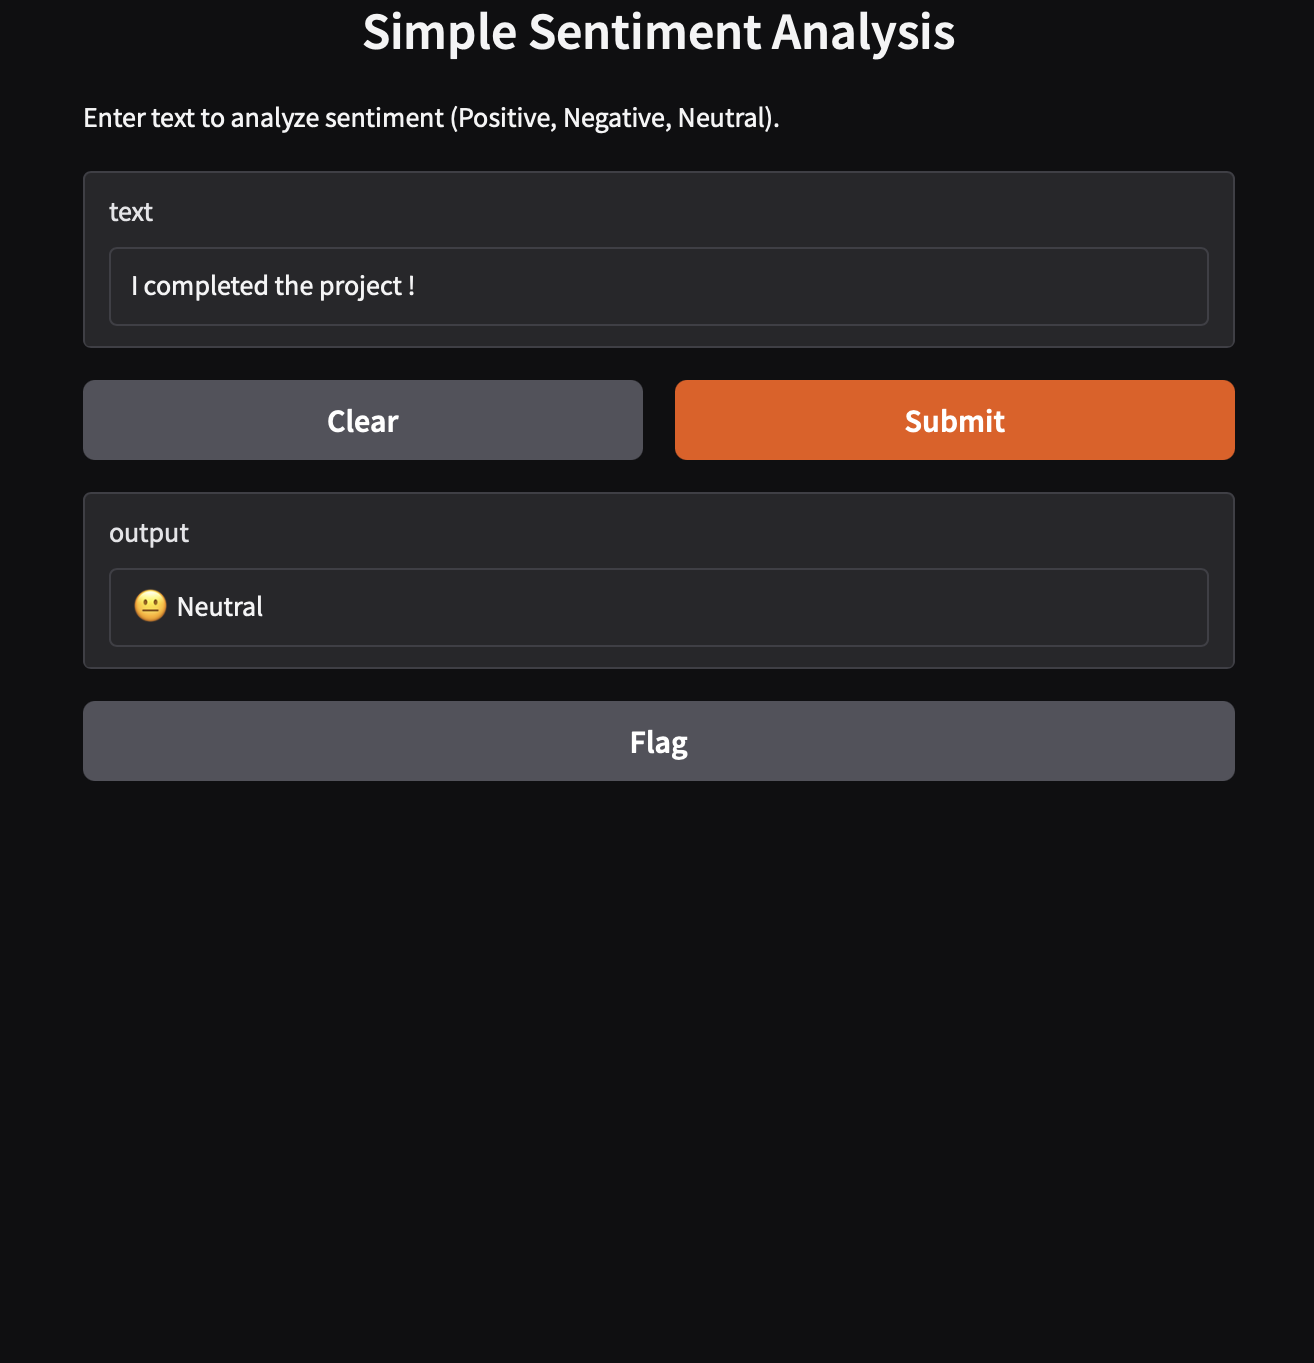 Simple Sentiment Analysis
Enter text to analyze sentiment (Positive, Negative, Neutral).
text
I completed the project !
Clear
Submit
output
😐 Neutral
Flag